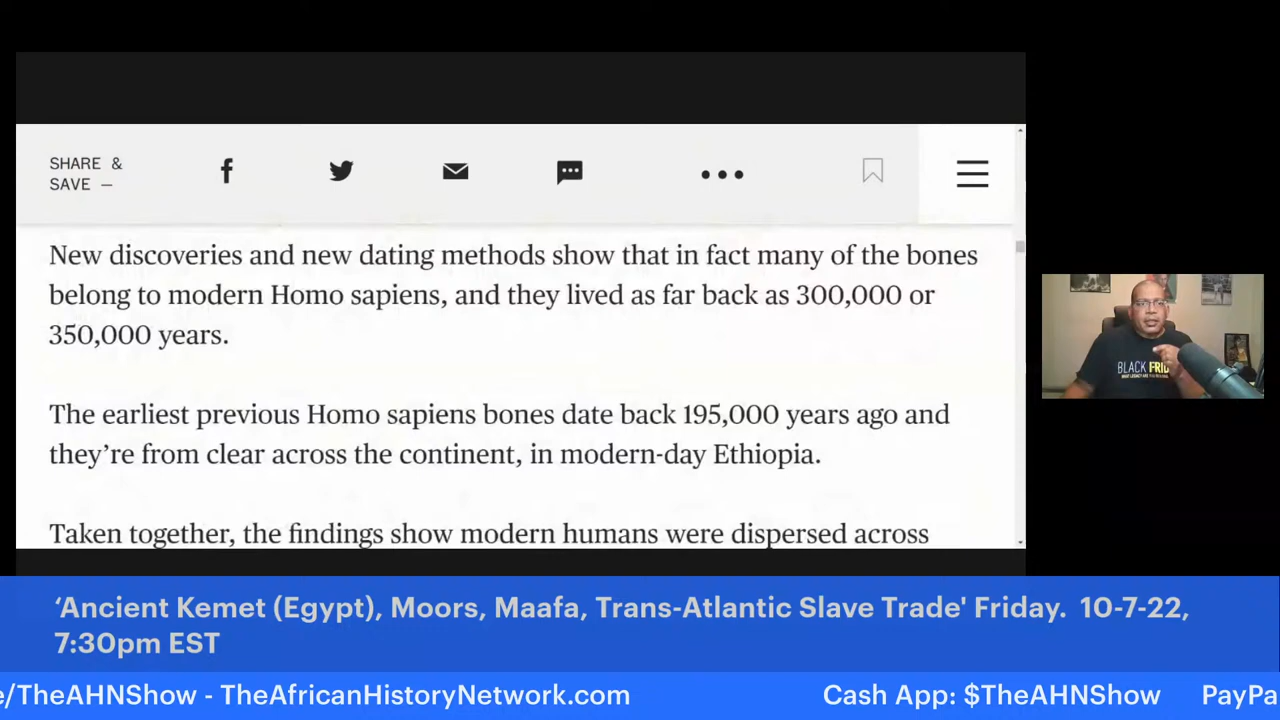 SHARE &
SAVE —
New discoveries and new dating methods show that in fact many of the bones
belong to modern Homo sapiens, and they lived as far back as 300,000 or
350,000 years.
The earliest previous Homo sapiens bones date back 195,000 years ago and
they’re from clear across the continent, in modern-day Ethiopia.
Taken together, the findings show modern humans were dispersed across
BLACK FRI
‘Ancient Kemet (Egypt), Moors, Maafa, Trans-Atlantic Slave Trade' Friday. 10-7-22,
7:30pm EST
e/TheAHNShow - TheAfricanHistoryNetwork.com Cash App: $TheAHNShow PayPa